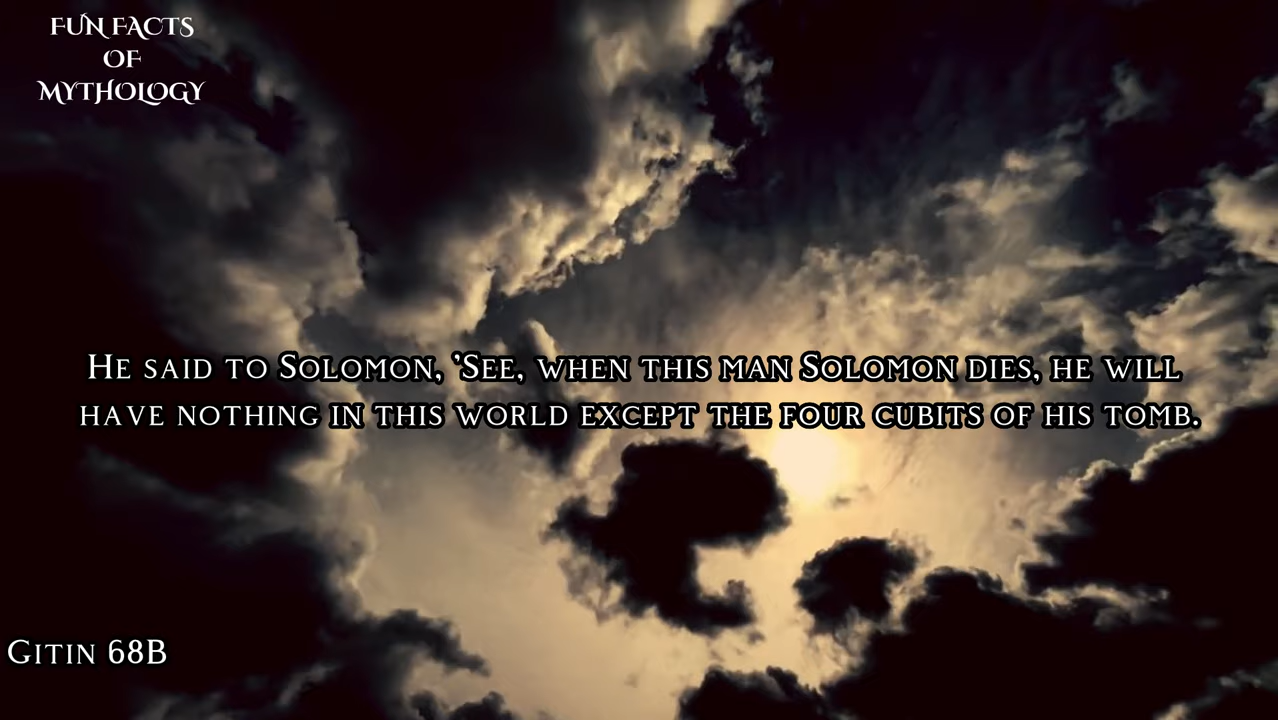 FUN FACTS
OF
MYTHOLOGY
He said to Solomon, 'See, when this man Solomon dies, he will
have nothing in this world except the four cubits of his tomb.
Gitin 68B